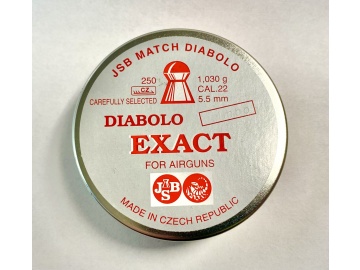 JSB MATCH DIABOLO
250
CZ
CAREFULLY SELECTED
1,030 g
CAL.22
5.5 mm
DIABOLO
EXACT
FOR AIRGUNS
JSB
MADE IN CZECH REPUBLIC